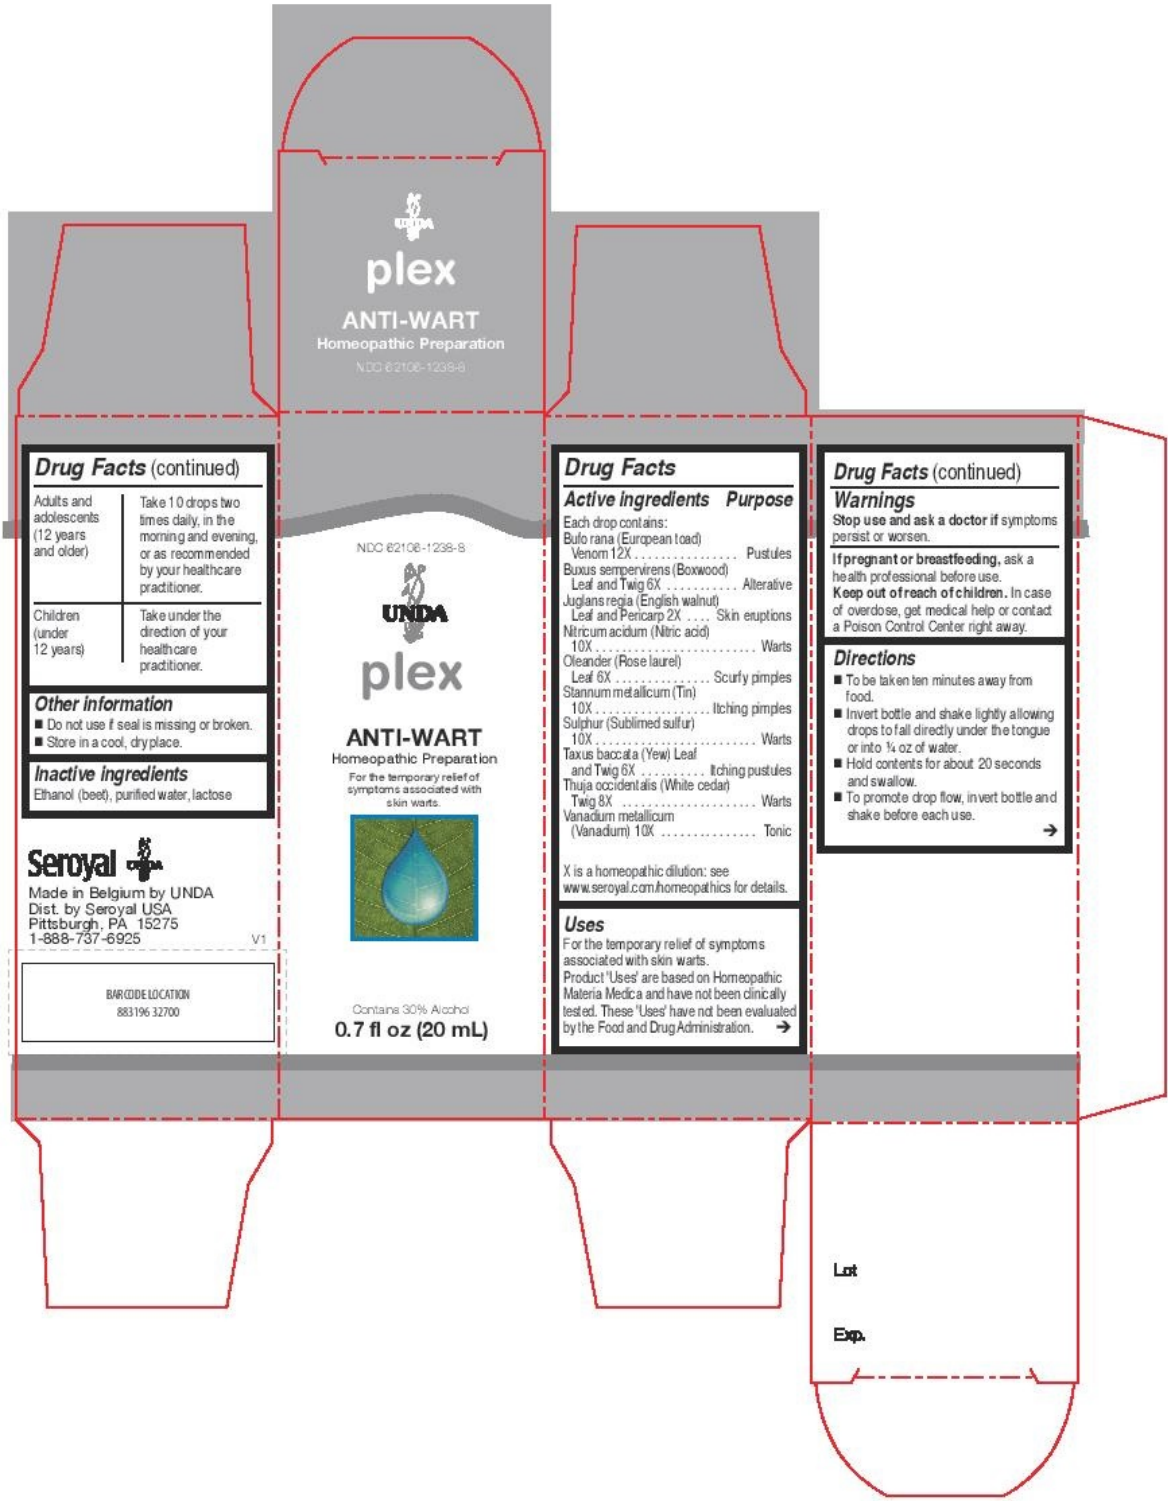 UNDA
plex
ANTI-WART
Homeopathic Preparation
NDC 62106-1238-8
Drug Facts (continued)
Adults and
adolescents
(12 years
and older)
Take 10 drops two
times daily, in the
morning and evening,
or as recommended
by your healthcare
practitioner.
Children
(under
12 years)
Take under the
direction of your
healthcare
practitioner.
Other information
■ Do not use if seal is missing or broken.
■ Store in a cool, dry place.
Inactive ingredients
Ethanol (beet), purified water, lactose
Seroyal UNDA
Made in Belgium by UNDA
Dist. by Seroyal USA
Pittsburgh, PA 15275
1-888-737-6925 V1
BARCODE LOCATION
883196 32700
NDC 62106-1238-8
UNDA
plex
ANTI-WART
Homeopathic Preparation
For the temporary relief of
symptoms associated with
skin warts.
Contains 30% Alcohol
0.7 fl oz (20 mL)
Drug Facts
Active ingredients Purpose
Each drop contains:
Bufo rana (European toad)
Venom 12X ................ Pustules
Buxus sempervirens (Boxwood)
Leaf and Twig 6X ........... Alterative
Juglans regia (English walnut)
Leaf and Pericarp 2X .... Skin eruptions
Nitricum acidum (Nitric acid)
10X ......................... Warts
Oleander (Rose laurel)
Leaf 6X ............... Scurfy pimples
Stannum metallicum (Tin)
10X .................. Itching pimples
Sulphur (Sublimed sulfur)
10X ......................... Warts
Taxus baccata (Yew) Leaf
and Twig 6X .......... Itching pustules
Thuja occidentalis (White cedar)
Twig 8X ..................... Warts
Vanadium metallicum
(Vanadium) 10X ............... Tonic
X is a homeopathic dilution: see
www.seroyal.com/homeopathics for details.
Uses
For the temporary relief of symptoms
associated with skin warts.
Product 'Uses' are based on Homeopathic
Materia Medica and have not been clinically
tested. These 'Uses' have not been evaluated
by the Food and Drug Administration. →
Drug Facts (continued)
Warnings
Stop use and ask a doctor if symptoms
persist or worsen.
If pregnant or breastfeeding, ask a
health professional before use.
Keep out of reach of children. In case
of overdose, get medical help or contact
a Poison Control Center right away.
Directions
■ To be taken ten minutes away from
food.
■ Invert bottle and shake lightly allowing
drops to fall directly under the tongue
or into ¼ oz of water.
■ Hold contents for about 20 seconds
and swallow.
■ To promote drop flow, invert bottle and
shake before each use.
→
Lot
Exp.